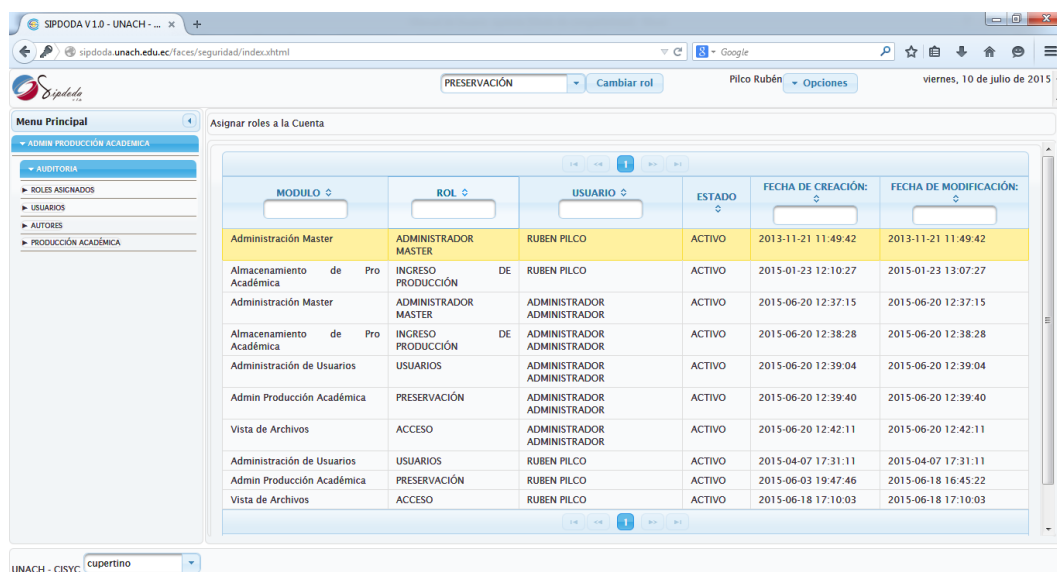 SIPDODA V 1.0 - UNACH - ... × +
sipdoda.unach.edu.ec/faces/seguridad/index.xhtml
Google
Sipdoda
PRESERVACIÓN
Cambiar rol
Pilco Rubén
Opciones
viernes, 10 de julio de 2015
Menu Principal
Asignar roles a la Cuenta
ADMIN PRODUCCIÓN ACADEMICA
AUDITORIA
ROLES ASIGNADOS
USUARIOS
AUTORES
PRODUCCIÓN ACADÉMICA
1
MODULO ROL USUARIO ESTADO FECHA DE CREACIÓN: FECHA DE MODIFICACIÓN:
Administración Master ADMINISTRADOR MASTER RUBEN PILCO ACTIVO 2013-11-21 11:49:42 2013-11-21 11:49:42
Almacenamiento de Pro Académica INGRESO DE PRODUCCIÓN RUBEN PILCO ACTIVO 2015-01-23 12:10:27 2015-01-23 13:07:27
Administración Master ADMINISTRADOR MASTER ADMINISTRADOR ADMINISTRADOR ACTIVO 2015-06-20 12:37:15 2015-06-20 12:37:15
Almacenamiento de Pro Académica INGRESO DE PRODUCCIÓN ADMINISTRADOR ADMINISTRADOR ACTIVO 2015-06-20 12:38:28 2015-06-20 12:38:28
Administración de Usuarios USUARIOS ADMINISTRADOR ADMINISTRADOR ACTIVO 2015-06-20 12:39:04 2015-06-20 12:39:04
Admin Producción Académica PRESERVACIÓN ADMINISTRADOR ADMINISTRADOR ACTIVO 2015-06-20 12:39:40 2015-06-20 12:39:40
Vista de Archivos ACCESO ADMINISTRADOR ADMINISTRADOR ACTIVO 2015-06-20 12:42:11 2015-06-20 12:42:11
Administración de Usuarios USUARIOS RUBEN PILCO ACTIVO 2015-04-07 17:31:11 2015-04-07 17:31:11
Admin Producción Académica PRESERVACIÓN RUBEN PILCO ACTIVO 2015-06-03 19:47:46 2015-06-18 16:45:22
Vista de Archivos ACCESO RUBEN PILCO ACTIVO 2015-06-18 17:10:03 2015-06-18 17:10:03
1
UNACH - CISYC cupertino